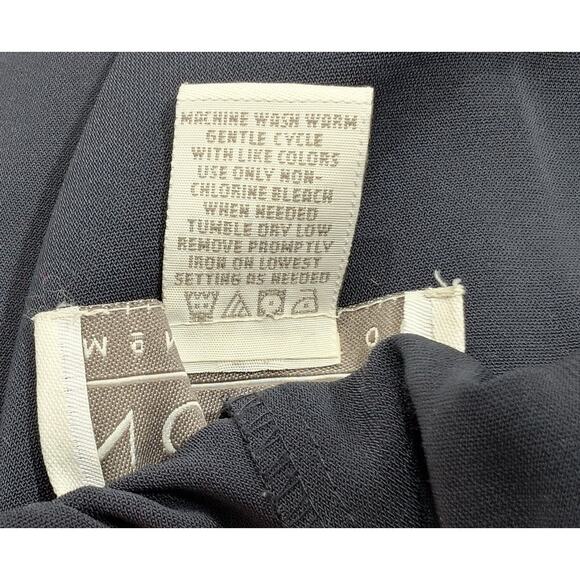 MACHINE WASH WARM
GENTLE CYCLE
WITH LIKE COLORS
USE ONLY NON-
CHLORINE BLEACH
WHEN NEEDED
TUMBLE DRY LOW
REMOVE PROMPTLY
IRON ON LOWEST
SETTING AS NEEDED